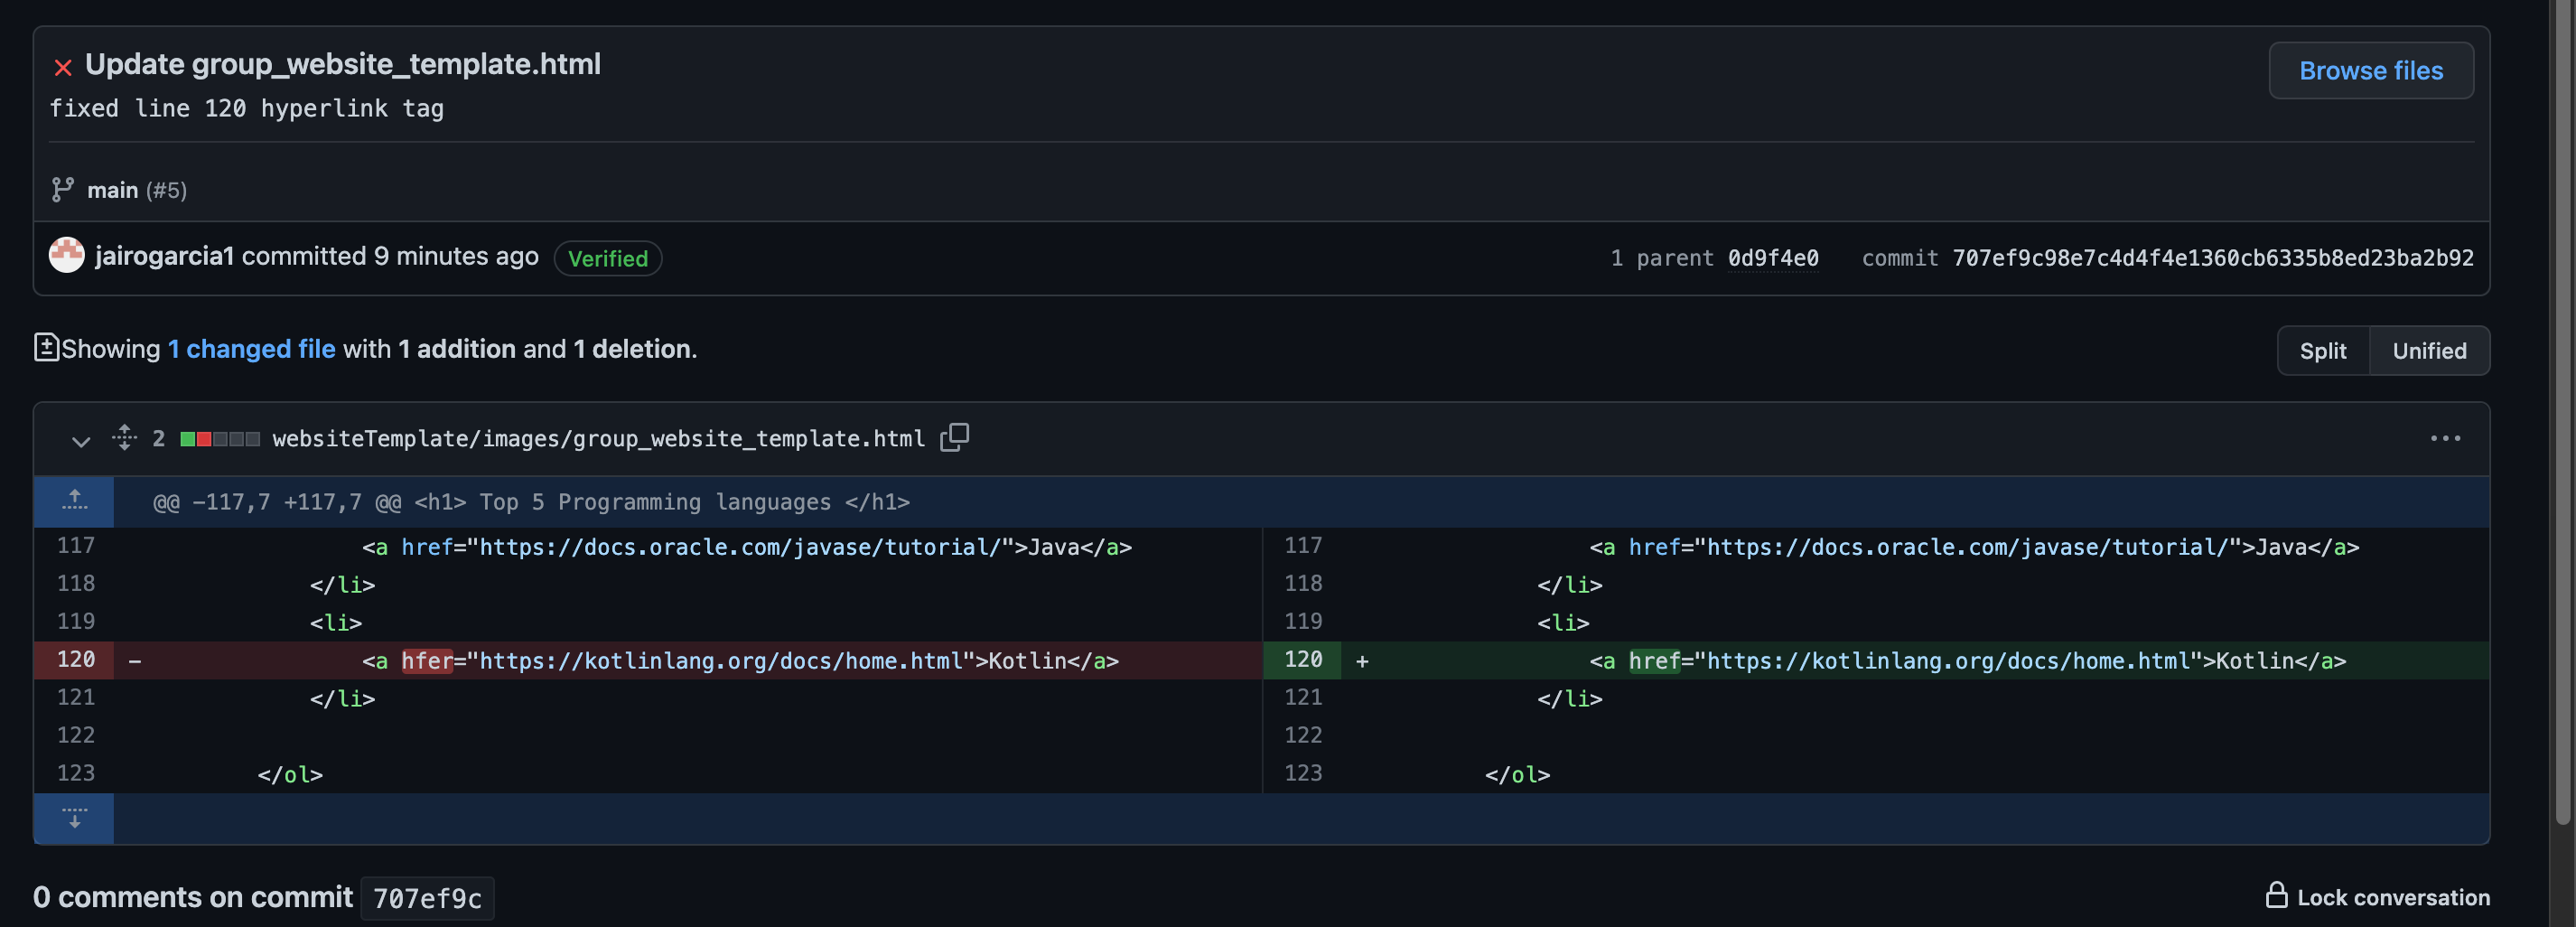 Update group_website_template.html
Browse files
fixed line 120 hyperlink tag
main (#5)
jairogarcia1 committed 9 minutes ago Verified 1 parent 0d9f4e0 commit 707ef9c98e7c4d4f4e1360cb6335b8ed23ba2b92
Showing 1 changed file with 1 addition and 1 deletion.
Split Unified
2 websiteTemplate/images/group_website_template.html
@@ -117,7 +117,7 @@ <h1> Top 5 Programming languages </h1>
117 <a href="https://docs.oracle.com/javase/tutorial/">Java</a>
118 </li>
119 <li>
120 - <a hfer="https://kotlinlang.org/docs/home.html">Kotlin</a>
121 </li>
122
123 </ol>
117 <a href="https://docs.oracle.com/javase/tutorial/">Java</a>
118 </li>
119 <li>
120 + <a href="https://kotlinlang.org/docs/home.html">Kotlin</a>
121 </li>
122
123 </ol>
0 comments on commit 707ef9c
Lock conversation